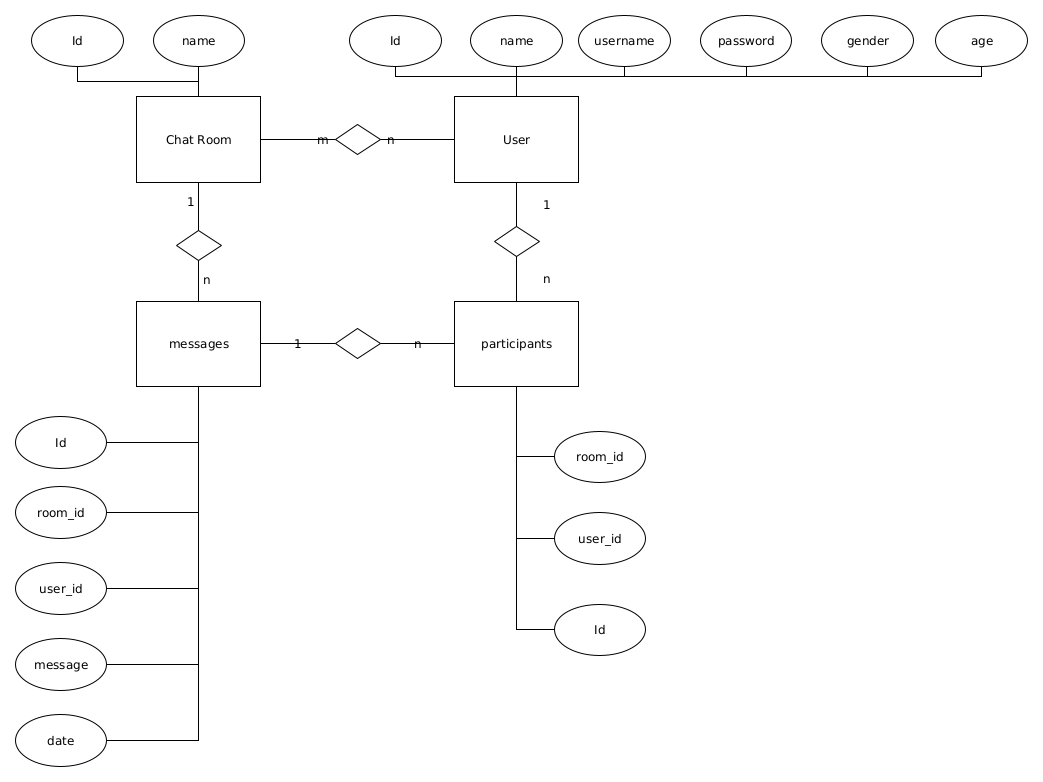 Id
name
Id
name
username
password
gender
age
Chat Room
m
n
User
1
1
n
n
messages
1
n
participants
Id
room_id
room_id
user_id
user_id
Id
message
date